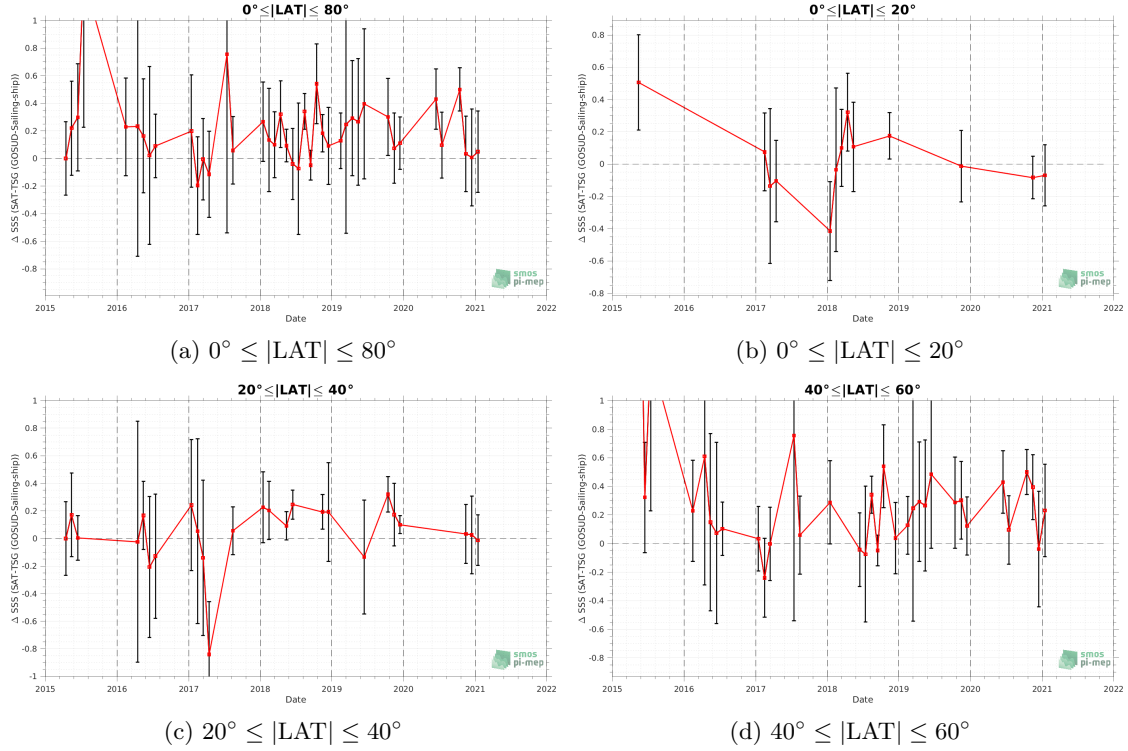 0°≤|LAT|≤ 80°
Δ SSS (SAT-TSG (GOSUD-Sailing-ship))
1
0.8
0.6
0.4
0.2
0
-0.2
-0.4
-0.6
-0.8
2015 2016 2017 2018 2019 2020 2021 2022
Date
smos
pi-mep
(a) 0° ≤ |LAT| ≤ 80°
0°≤|LAT|≤ 20°
Δ SSS (SAT-TSG (GOSUD-Sailing-ship))
0.8
0.6
0.4
0.2
0
-0.2
-0.4
-0.6
-0.8
2015 2016 2017 2018 2019 2020 2021 2022
Date
smos
pi-mep
(b) 0° ≤ |LAT| ≤ 20°
20°≤|LAT|≤ 40°
Δ SSS (SAT-TSG (GOSUD-Sailing-ship))
1
0.8
0.6
0.4
0.2
0
-0.2
-0.4
-0.6
-0.8
-1
2015 2016 2017 2018 2019 2020 2021 2022
Date
smos
pi-mep
(c) 20° ≤ |LAT| ≤ 40°
40°≤|LAT|≤ 60°
Δ SSS (SAT-TSG (GOSUD-Sailing-ship))
1
0.8
0.6
0.4
0.2
0
-0.2
-0.4
-0.6
-0.8
2015 2016 2017 2018 2019 2020 2021 2022
Date
smos
pi-mep
(d) 40° ≤ |LAT| ≤ 60°